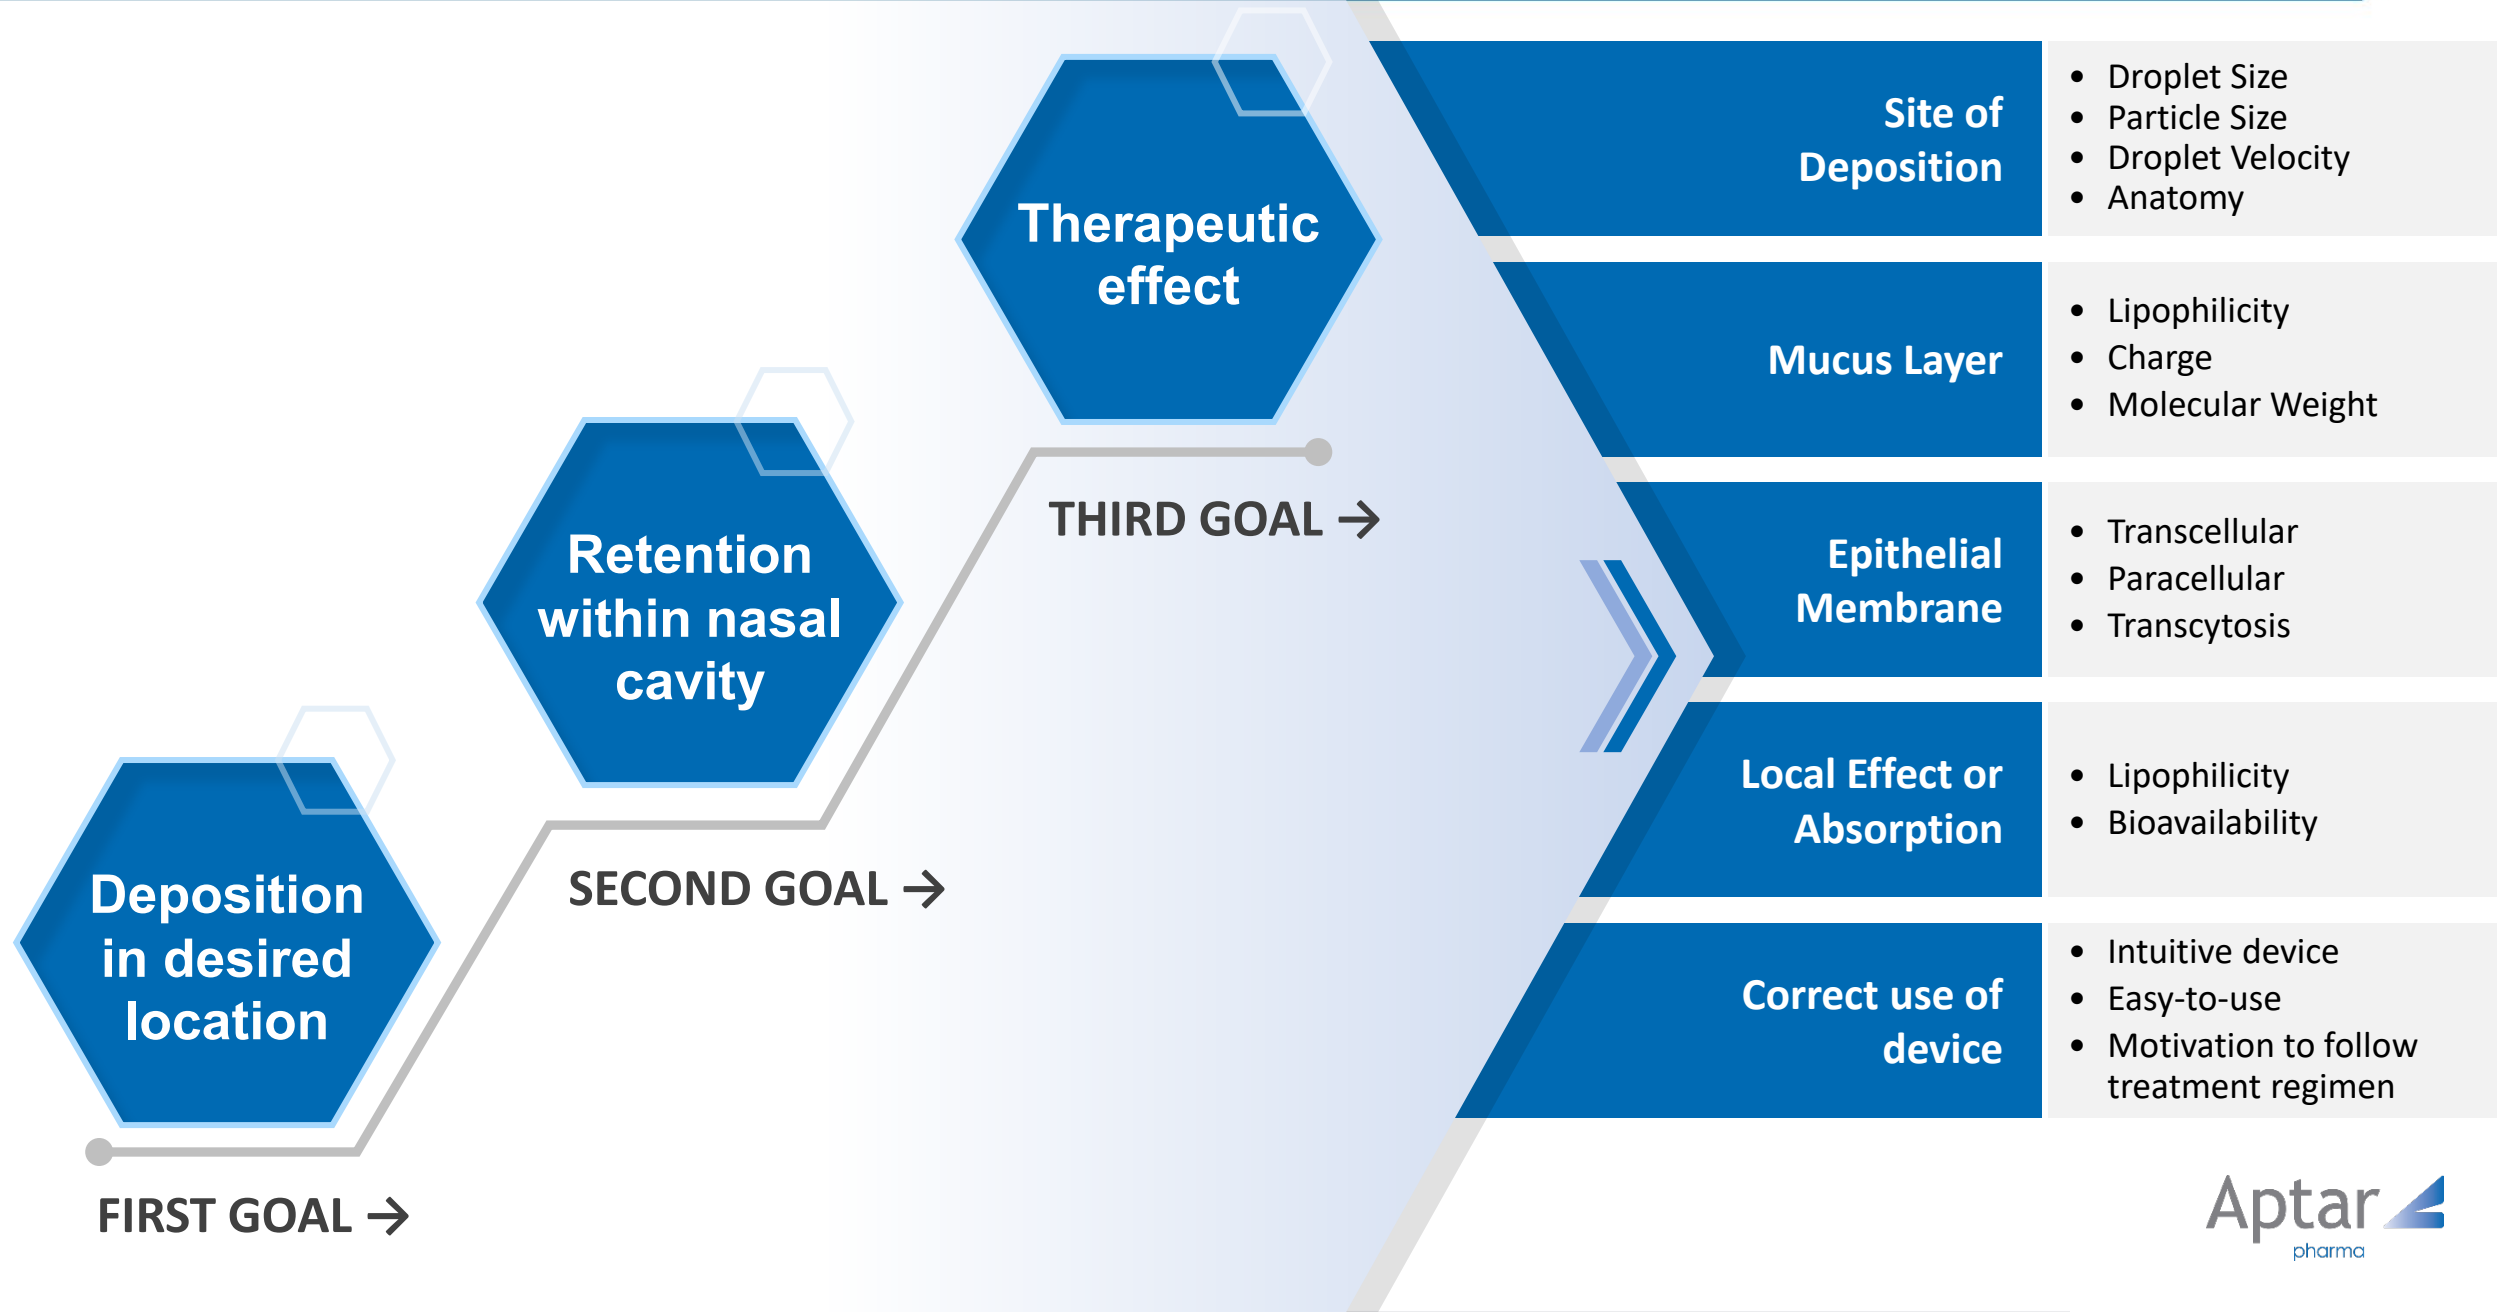 Therapeutic
effect
THIRD GOAL →
Retention
within nasal
cavity
SECOND GOAL →
Deposition
in desired
location
FIRST GOAL →
Site of
Deposition
• Droplet Size
• Particle Size
• Droplet Velocity
• Anatomy
Mucus Layer
• Lipophilicity
• Charge
• Molecular Weight
Epithelial
Membrane
• Transcellular
• Paracellular
• Transcytosis
Local Effect or
Absorption
• Lipophilicity
• Bioavailability
Correct use of
device
• Intuitive device
• Easy-to-use
• Motivation to follow
treatment regimen
Aptar
pharma